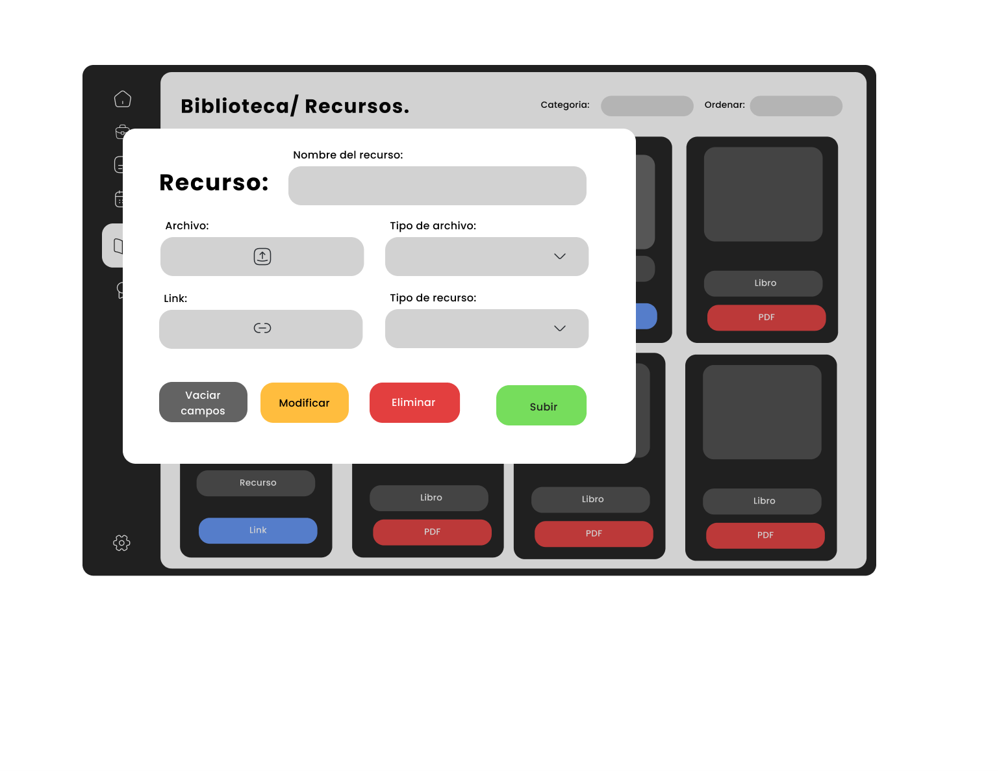 Biblioteca/ Recursos.
Categoria:
Ordenar:
Nombre del recurso:
Recurso:
Archivo:
Tipo de archivo:
Link:
Tipo de recurso:
Vaciar
campos
Modificar
Eliminar
Subir
Libro
PDF
Recurso
Link
Libro
PDF
Libro
PDF
Libro
PDF